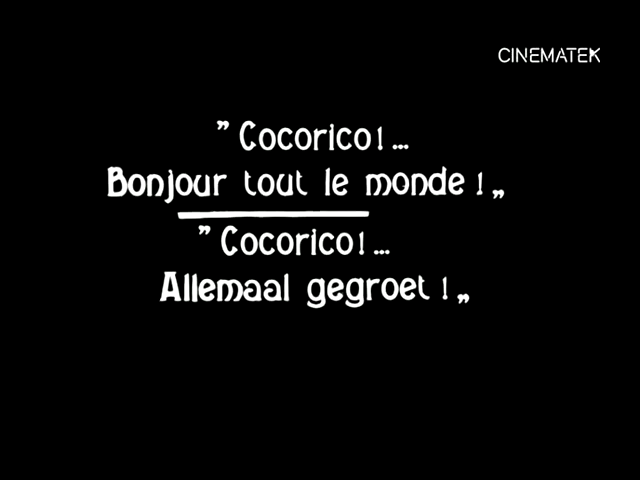 CINEMATEK
" Cocorico! ...
Bonjour tout le monde ! „
" Cocorico! ...
Allemaal gegroet ! „